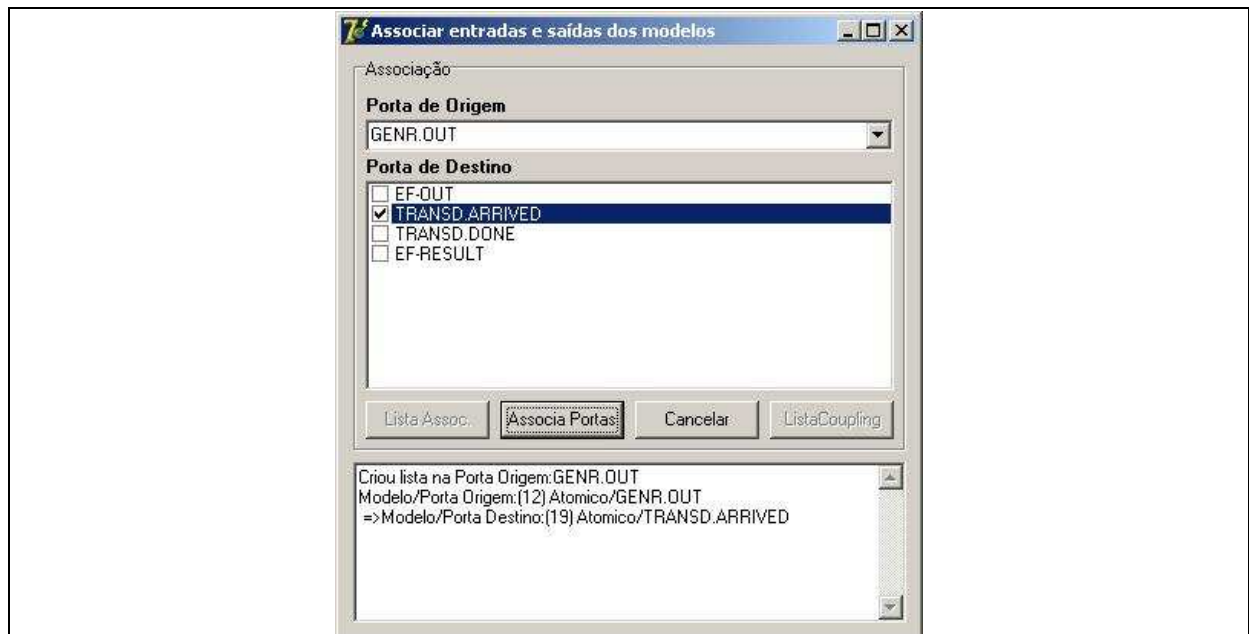 Associar entradas e saídas dos modelos
Associação
Porta de Origem
GENR.OUT
Porta de Destino
EF-OUT
TRANSD.ARRIVED
TRANSD.DONE
EF-RESULT
Lista Assoc. Associa Portas Cancelar ListaCoupling
Criou lista na Porta Origem:GENR.OUT
Modelo/Porta Origem:(12) Atomico/GENR.OUT
=>Modelo/Porta Destino:(19) Atomico/TRANSD.ARRIVED